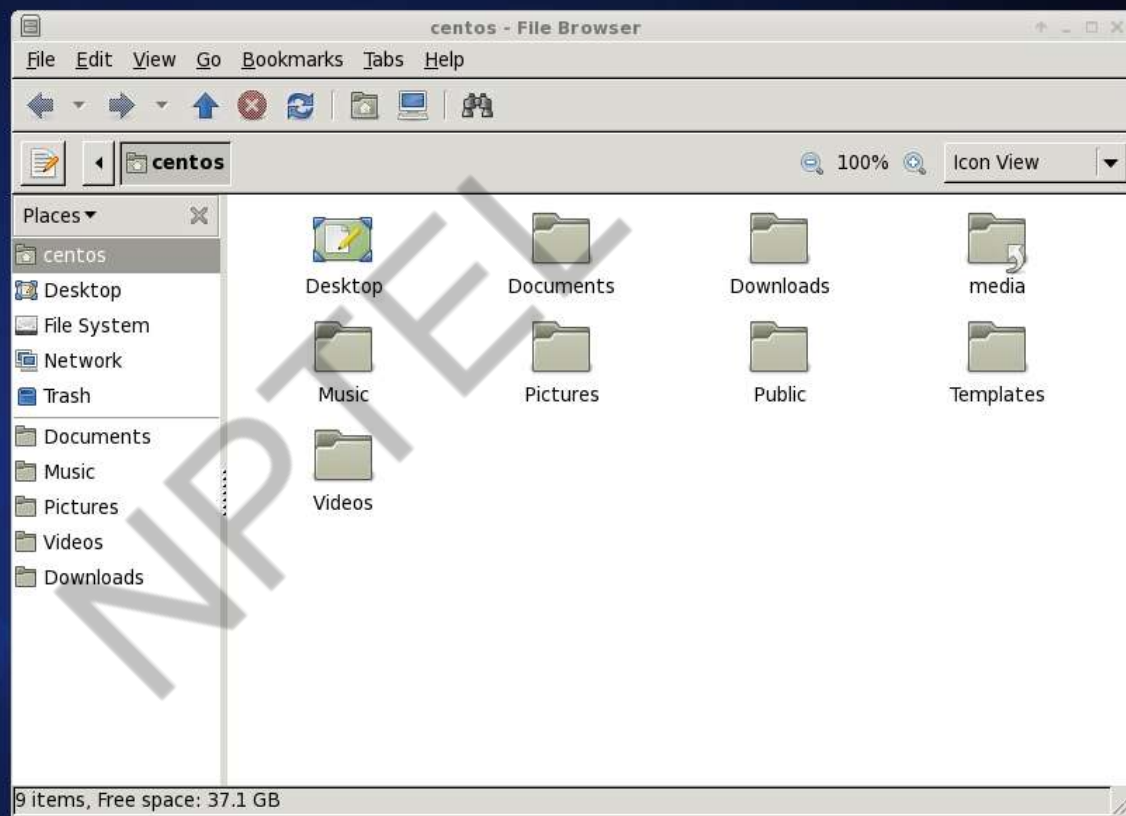 centos - File Browser
File Edit View Go Bookmarks Tabs Help
centos 100% Icon View
Places
centos
Desktop
File System
Network
Trash
Documents
Music
Pictures
Videos
Downloads
Desktop Documents Downloads media
Music Pictures Public Templates
Videos
NPTEL
9 items, Free space: 37.1 GB